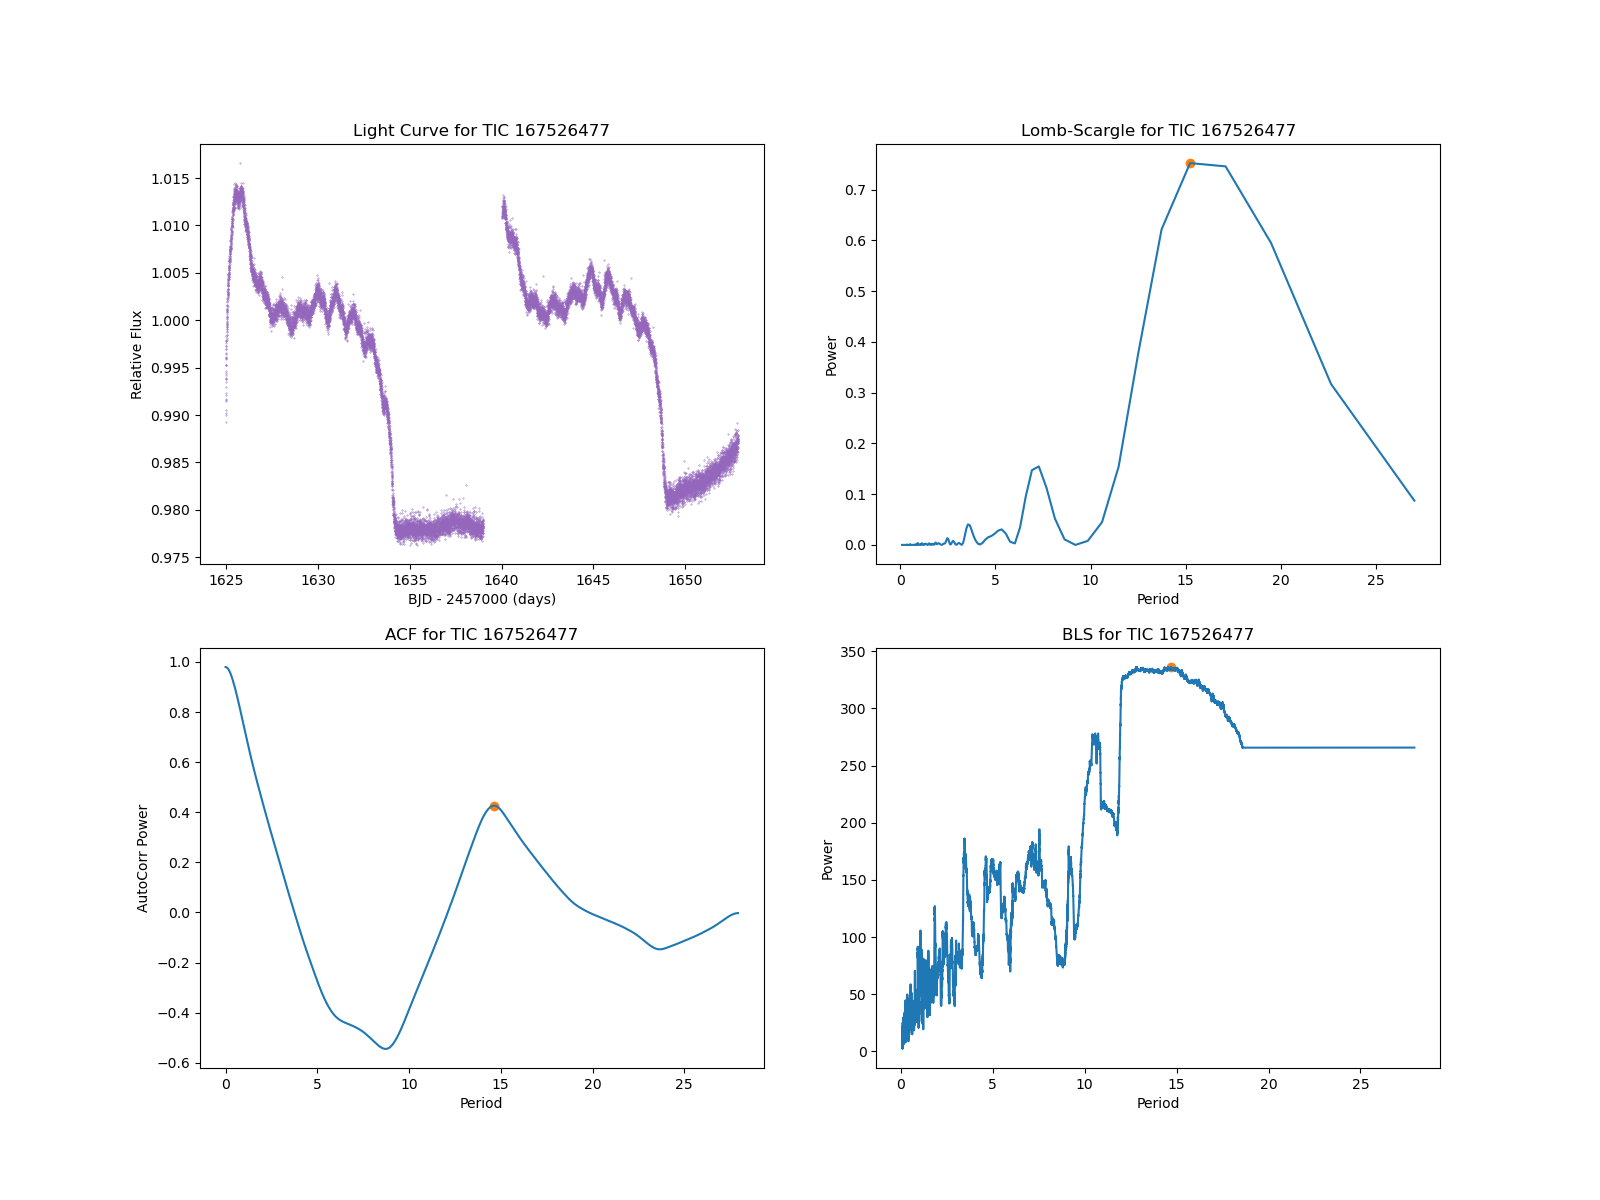 Light Curve for TIC 167526477
1.015
1.010
1.005
1.000
0.995
0.990
0.985
0.980
0.975
Relative Flux
1625 1630 1635 1640 1645 1650
BJD - 2457000 (days)
Lomb-Scargle for TIC 167526477
0.7
0.6
0.5
0.4
0.3
0.2
0.1
0.0
Power
0 5 10 15 20 25
Period
ACF for TIC 167526477
1.0
0.8
0.6
0.4
0.2
0.0
−0.2
−0.4
−0.6
AutoCorr Power
0 5 10 15 20 25
Period
BLS for TIC 167526477
350
300
250
200
150
100
50
0
Power
0 5 10 15 20 25
Period